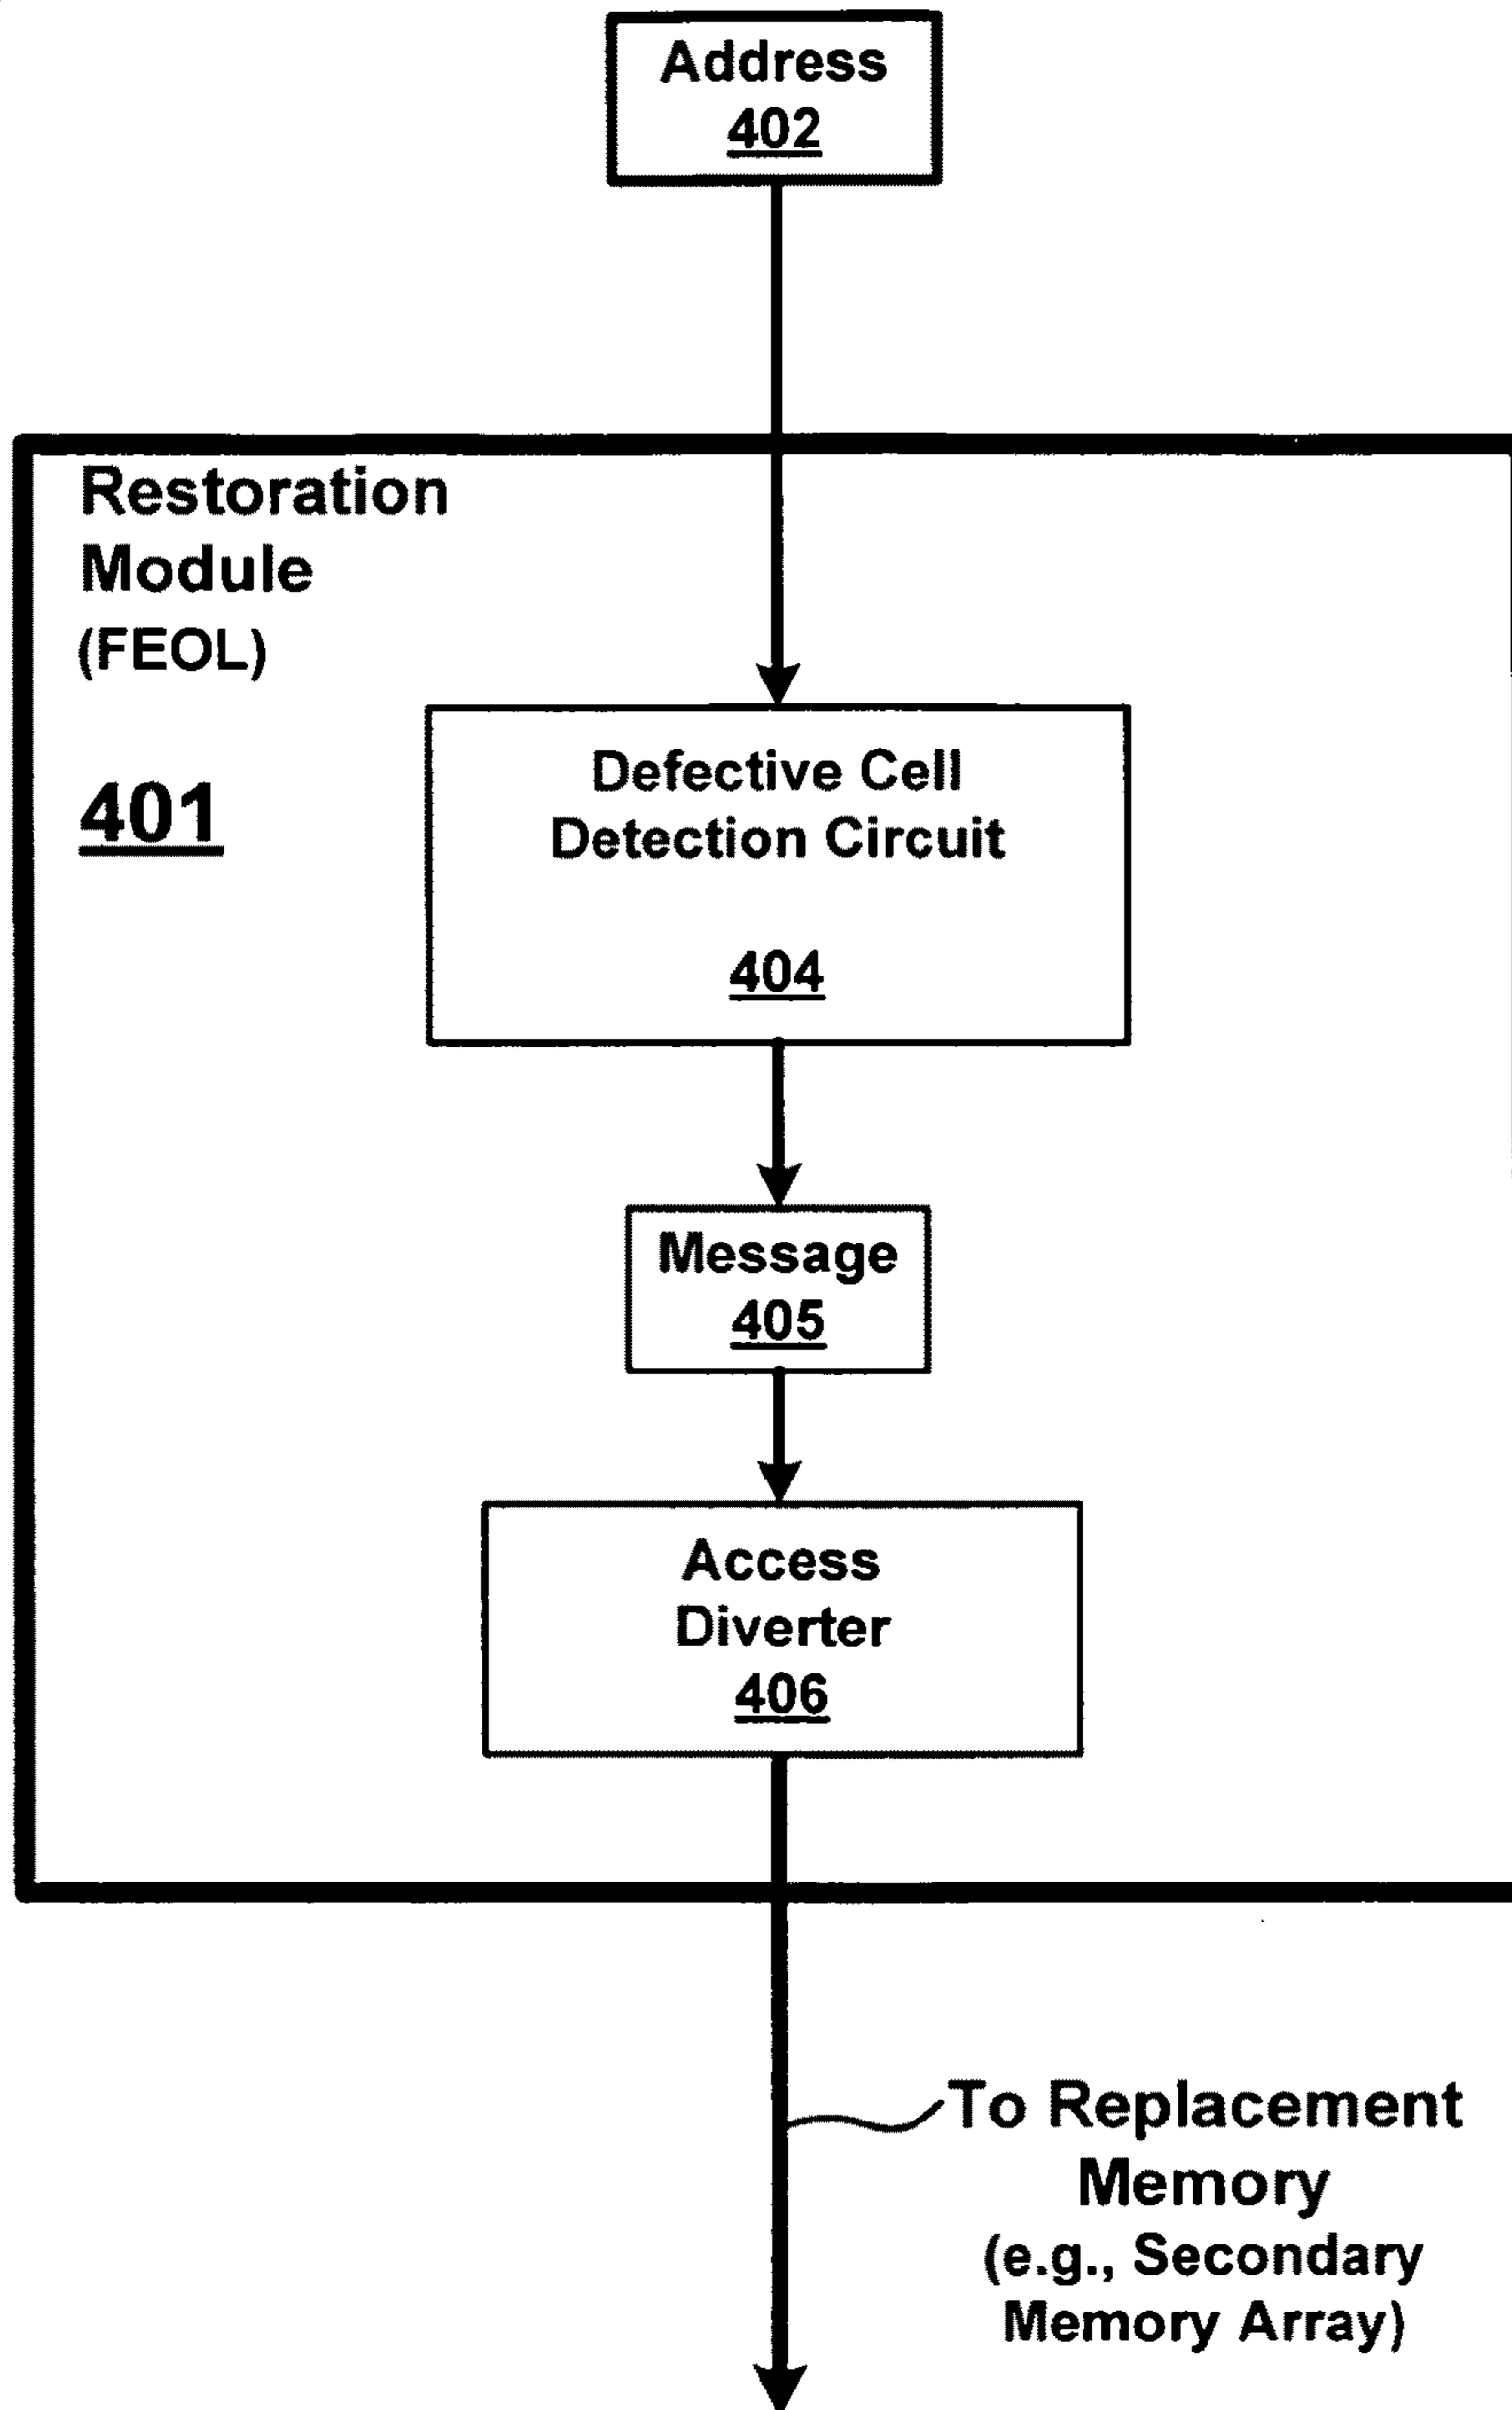 Address
402
Restoration
Module
(FEOL)
401
Defective Cell
Detection Circuit
404
Message
405
Access
Diverter
406
To Replacement
Memory
(e.g., Secondary
Memory Array)